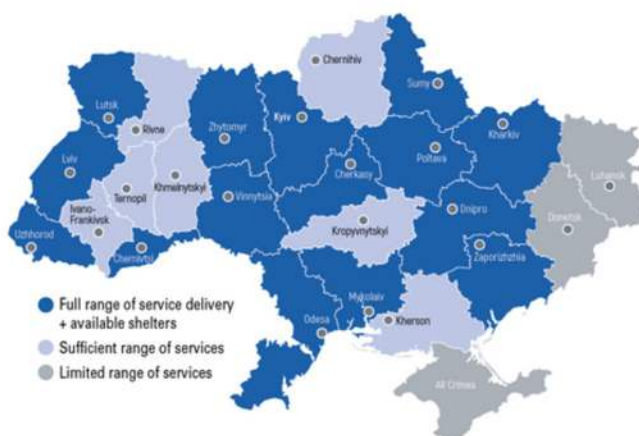 Chernihiv
Sumy
Lutsk
Rivne
Zhytomyr
Kyiv
Kharkiv
Lviv
Poltava
Luhansk
Khmelnytskyi
Ternopil
Cherkasy
Vinnytsia
Ivano-
Frankivsk
Dnipro
Donetsk
Kropyvnytskyi
Uzhhorod
Chernivtsi
Zaporizhzhia
Mykolaiv
Odesa
Kherson
Full range of service delivery
+ available shelters
Sufficient range of services
Limited range of services